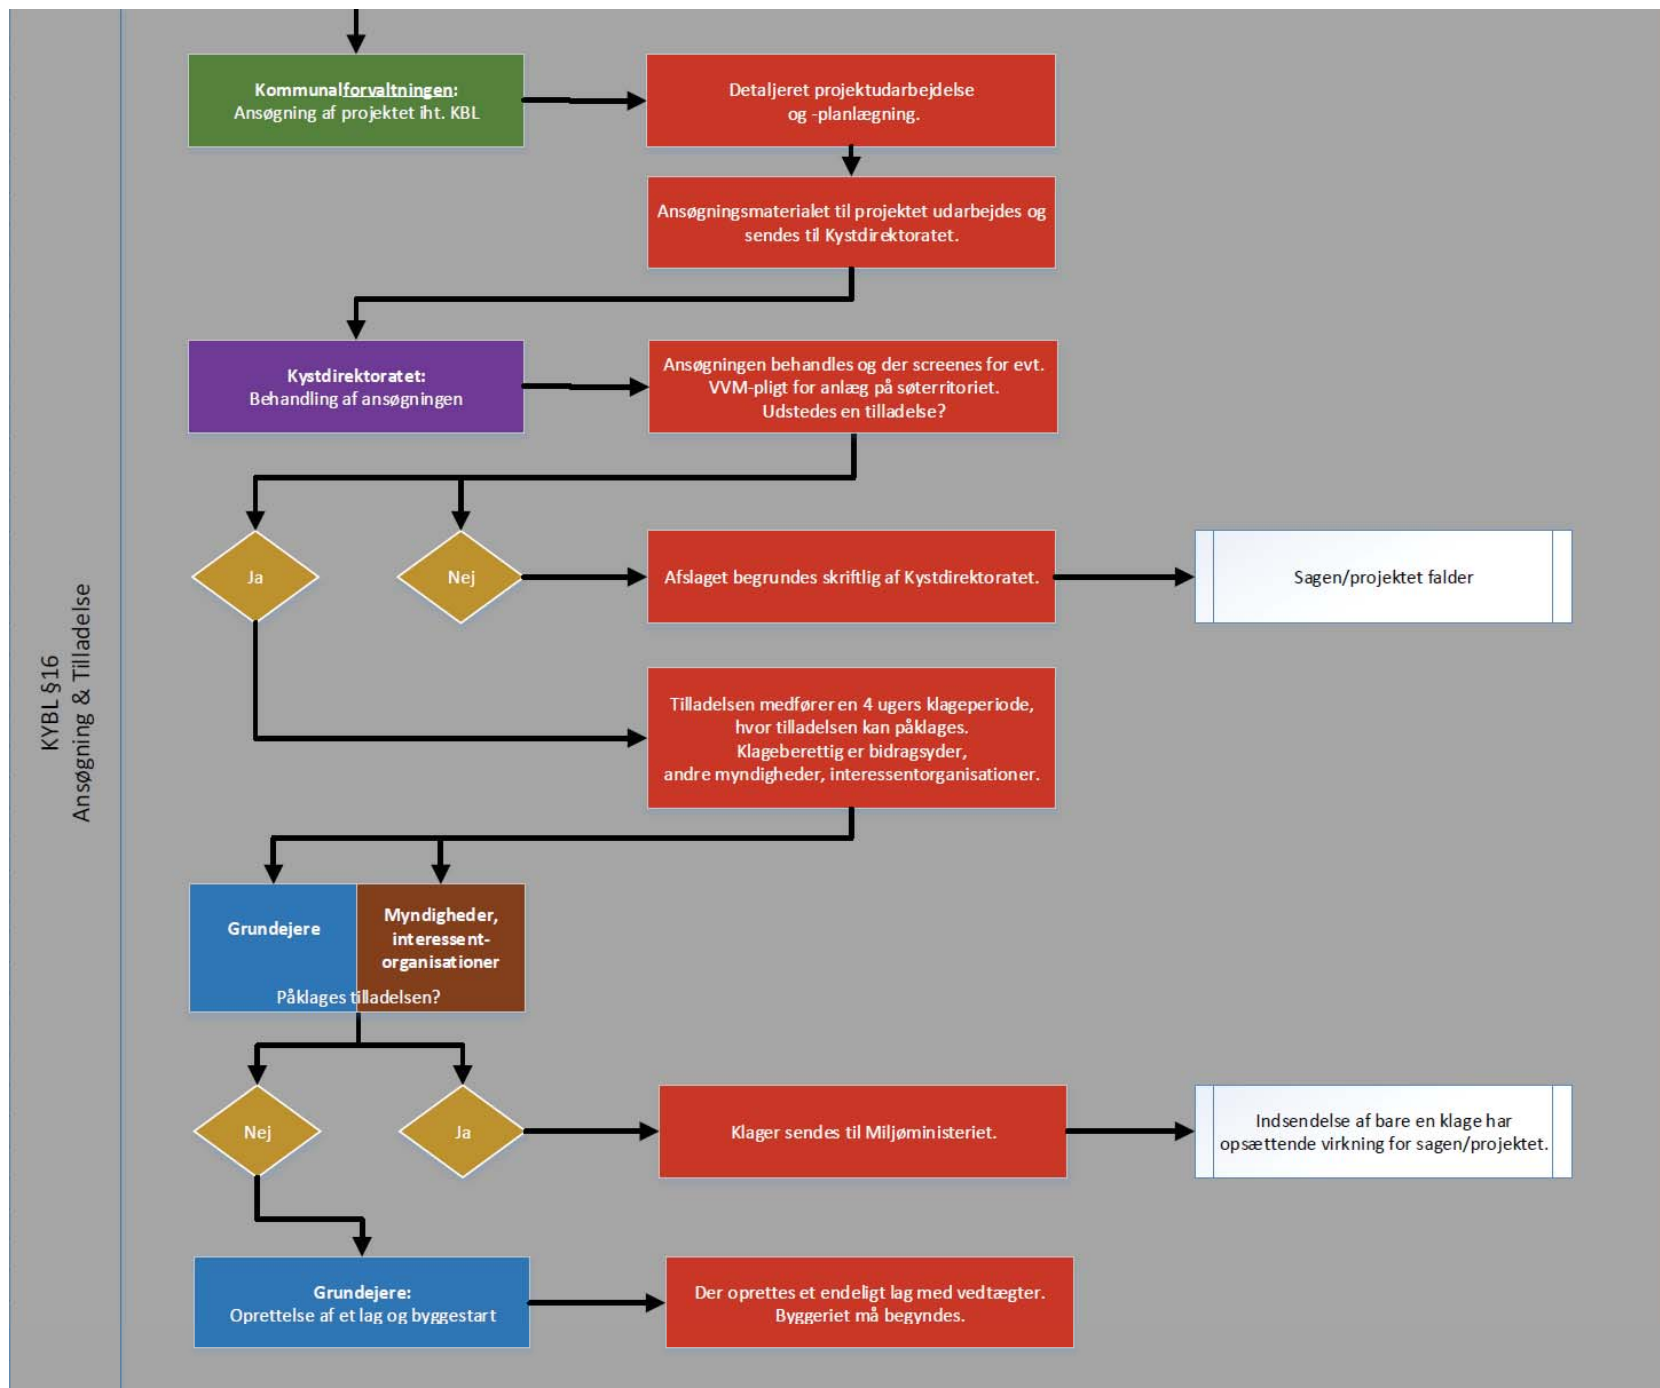 KYBL §16
Ansøgning & Tilladelse
Kommunalforvaltningen:
Ansøgning af projektet iht. KBL
Detaljeret projektudarbejdelse
og -planlægning.
Ansøgningsmaterialet til projektet udarbejdes og
sendes til Kystdirektoratet.
Kystdirektoratet:
Behandling af ansøgningen
Ansøgningen behandles og der screenes for evt.
VVM-pligt for anlæg på søterritoriet.
Udstedes en tilladelse?
Ja
Nej
Afslaget begrundes skriftlig af Kystdirektoratet.
Sagen/projektet falder
Tilladelsen medfører en 4 ugers klageperiode,
hvor tilladelsen kan påklages.
Klageberettig er bidragsyder,
andre myndigheder, interessentorganisationer.
Grundejere
Myndigheder,
interessent-
organisationer
Påklages tilladelsen?
Nej
Ja
Klager sendes til Miljøministeriet.
Indsendelse af bare en klage har
opsættende virkning for sagen/projektet.
Grundejere:
Oprettelse af et lag og byggestart
Der oprettes et endeligt lag med vedtægter.
Byggeriet må begyndes.